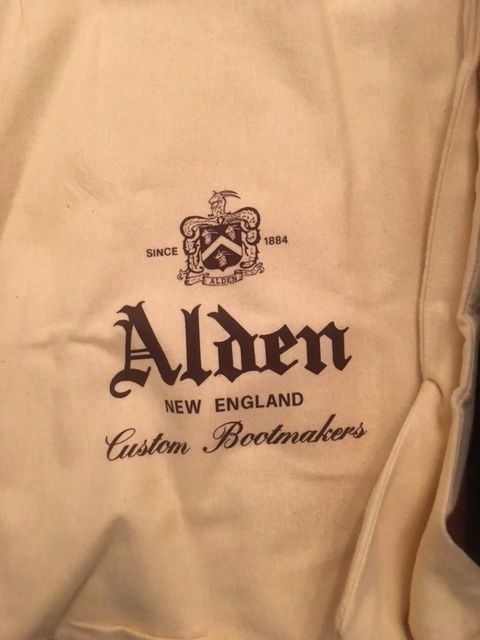 SINCE 1884
ALDEN
Alden
NEW ENGLAND
Custom Bootmakers